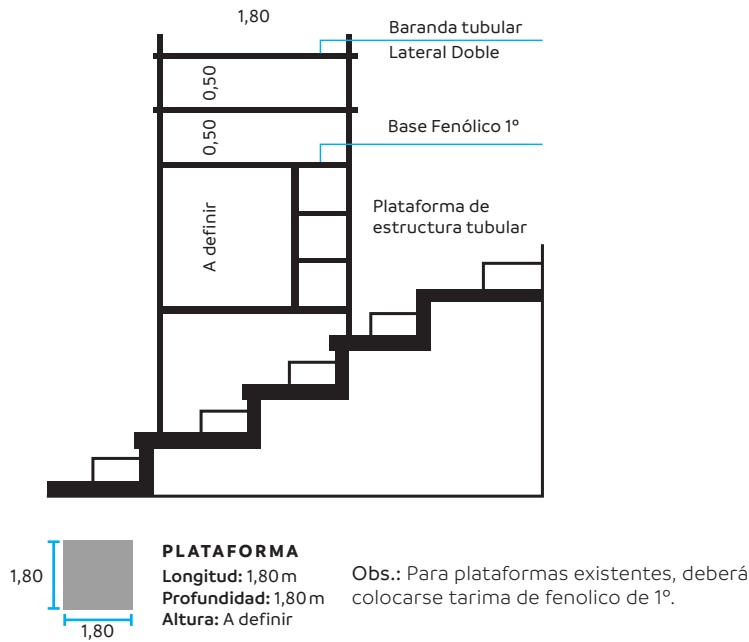 1,80
Baranda tubular
Lateral Doble
0,50
Base Fenólico 1º
0,50
A definir
Plataforma de
estructura tubular
1,80
1,80
PLATAFORMA
Longitud: 1,80 m
Profundidad: 1,80 m
Altura: A definir
Obs.: Para plataformas existentes, deberá
colocarse tarima de fenolico de 1º.